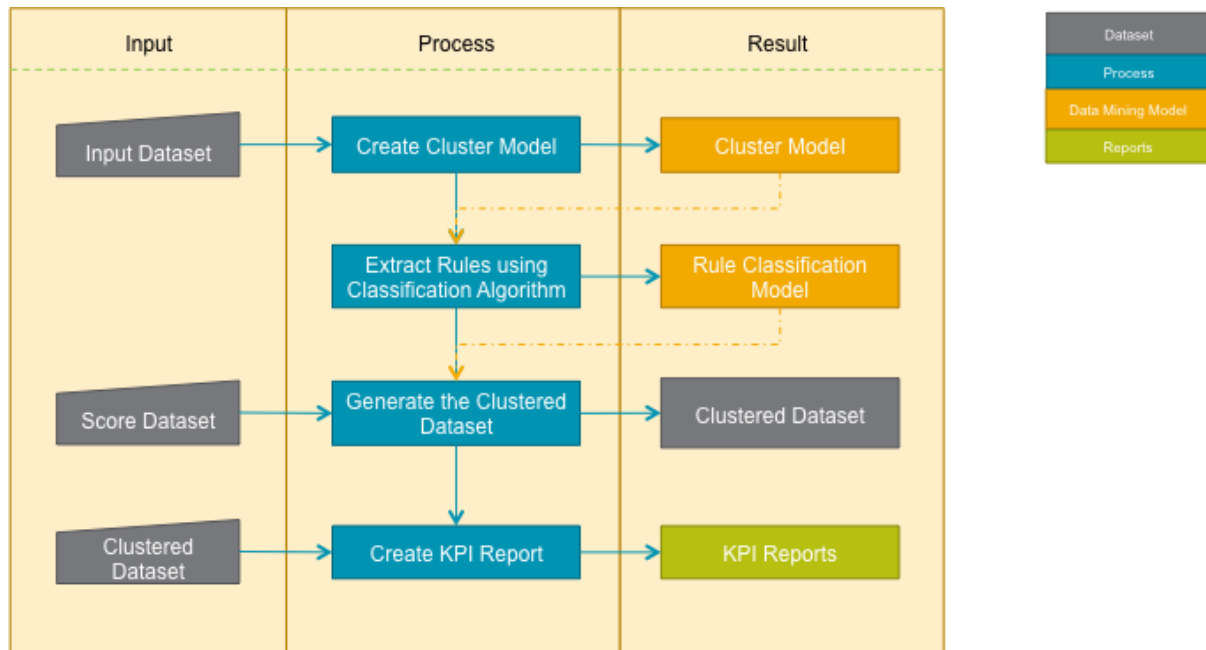 Input
Process
Result
Input Dataset
Create Cluster Model
Cluster Model
Extract Rules using
Classification Algorithm
Rule Classification
Model
Score Dataset
Generate the Clustered
Dataset
Clustered Dataset
Clustered
Dataset
Create KPI Report
KPI Reports
Dataset
Process
Data Mining Model
Reports